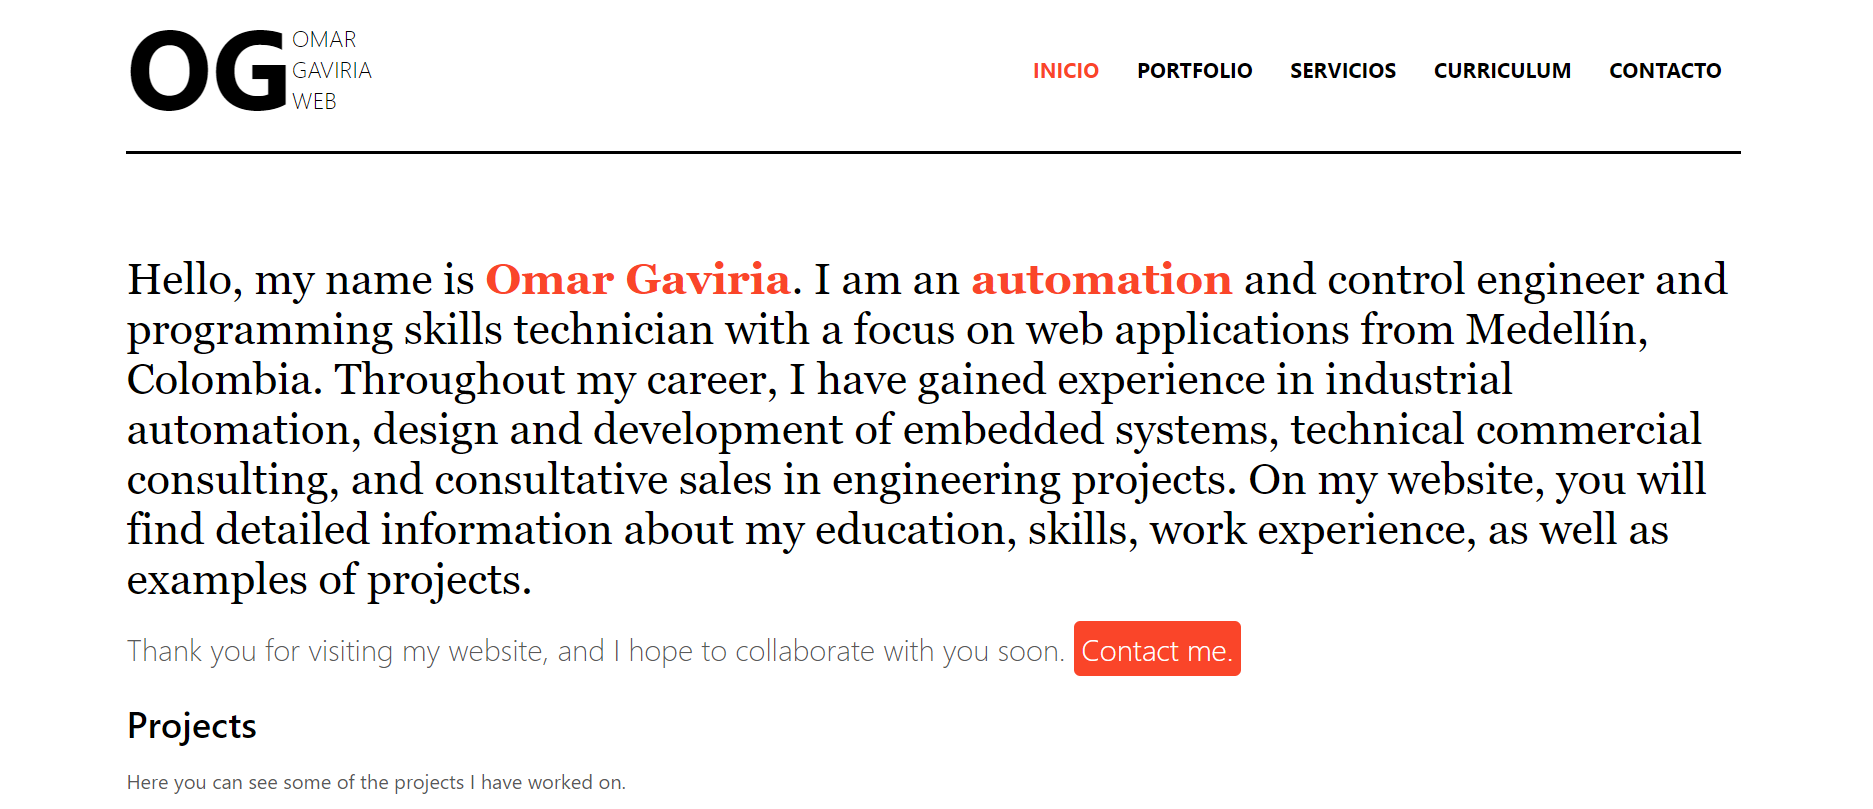 OG
OMAR
GAVIRIA
WEB
INICIO PORTFOLIO SERVICIOS CURRICULUM CONTACTO
Hello, my name is Omar Gaviria. I am an automation and control engineer and
programming skills technician with a focus on web applications from Medellín,
Colombia. Throughout my career, I have gained experience in industrial
automation, design and development of embedded systems, technical commercial
consulting, and consultative sales in engineering projects. On my website, you will
find detailed information about my education, skills, work experience, as well as
examples of projects.
Thank you for visiting my website, and I hope to collaborate with you soon. Contact me.
Projects
Here you can see some of the projects I have worked on.